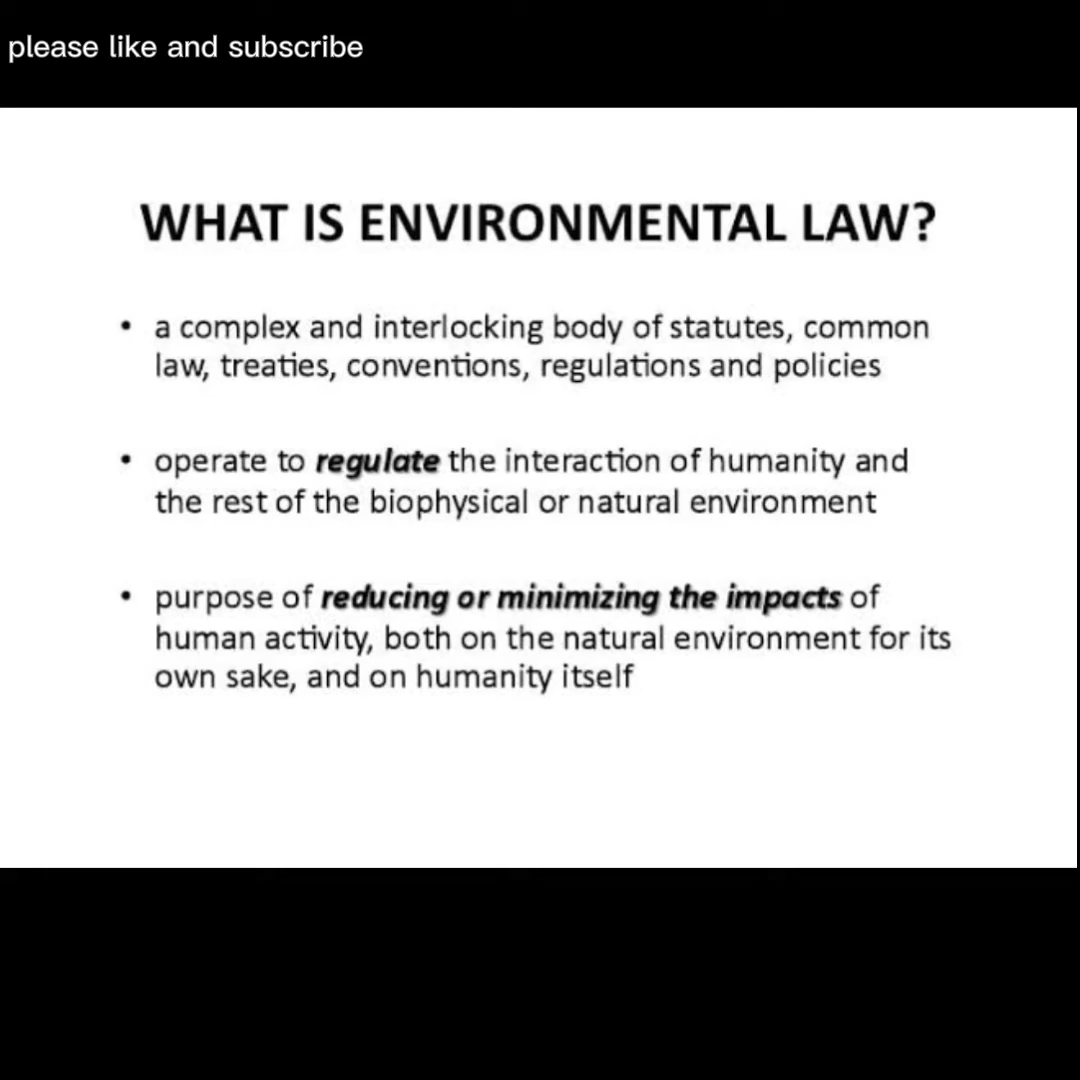 please like and subscribe
WHAT IS ENVIRONMENTAL LAW?
• a complex and interlocking body of statutes, common
law, treaties, conventions, regulations and policies
• operate to regulate the interaction of humanity and
the rest of the biophysical or natural environment
• purpose of reducing or minimizing the impacts of
human activity, both on the natural environment for its
own sake, and on humanity itself